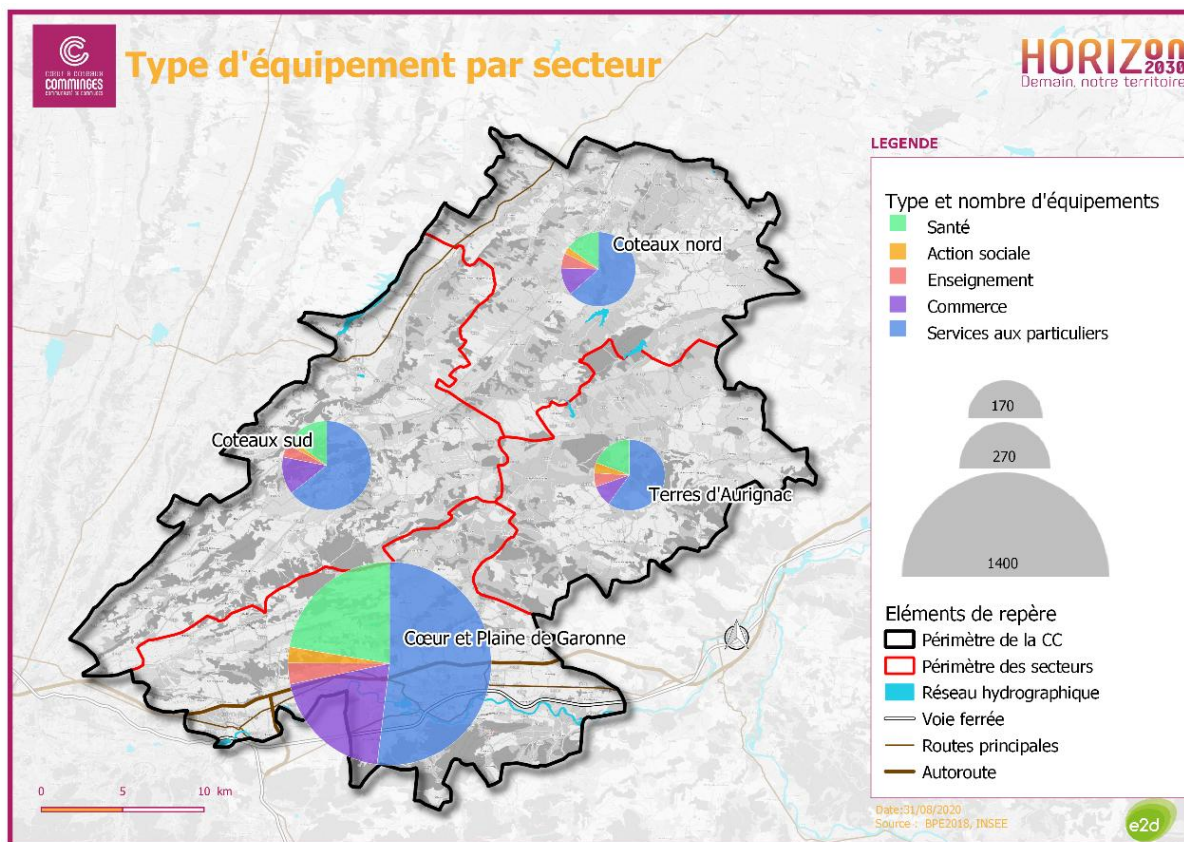 CŒUR & COTEAUX
COMMINGES
Type d'équipement par secteur
HORIZON
2030
Demain, notre territoire
LEGENDE
Type et nombre d'équipements
Santé
Action sociale
Enseignement
Commerce
Services aux particuliers
170
270
1400
Eléments de repère
Périmètre de la CC
Périmètre des secteurs
Réseau hydrographique
Voie ferrée
Routes principales
Autoroute
Coteaux nord
Coteaux sud
Terres d'Aurignac
Cœur et Plaine de Garonne
0 5 10 km
Date:31/08/2020
Source : BPE2018, INSEE
e2d